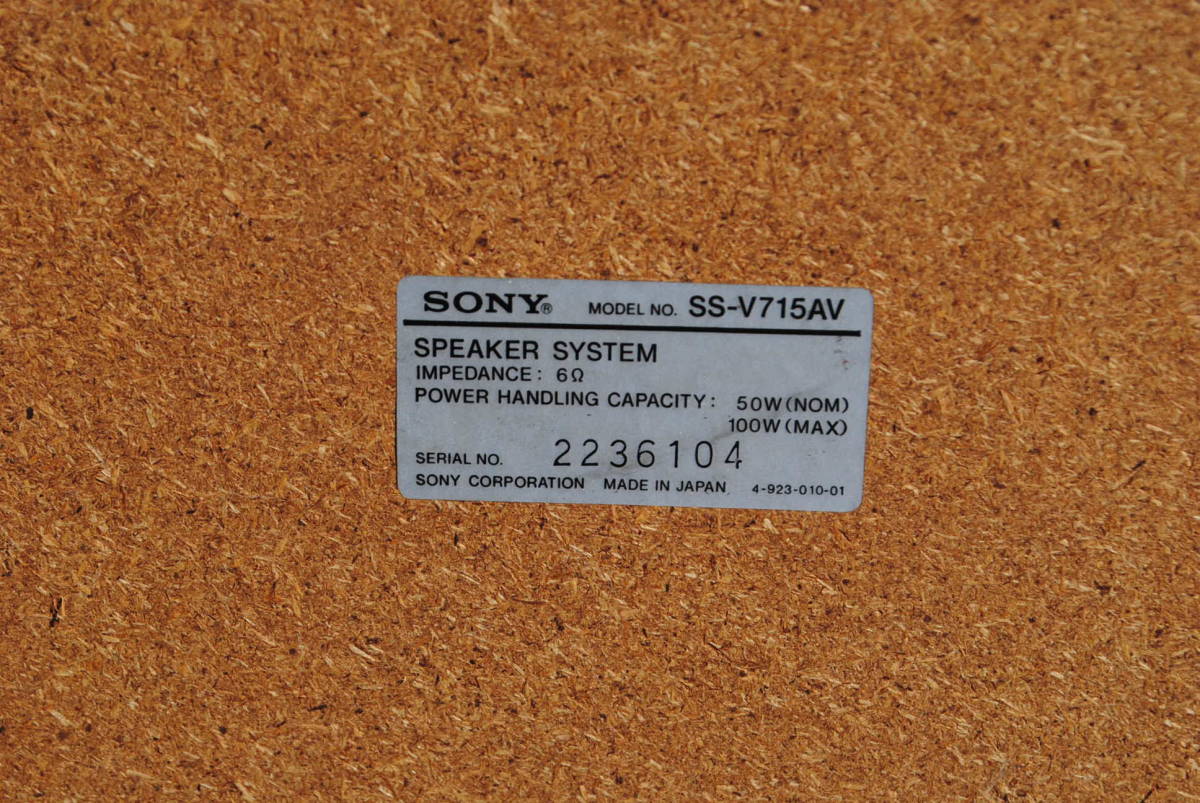 SONY® MODEL NO. SS-V715AV
SPEAKER SYSTEM
IMPEDANCE: 6Ω
POWER HANDLING CAPACITY: 50W(NOM)
100W(MAX)
SERIAL NO. 2236104
SONY CORPORATION MADE IN JAPAN 4-923-010-01